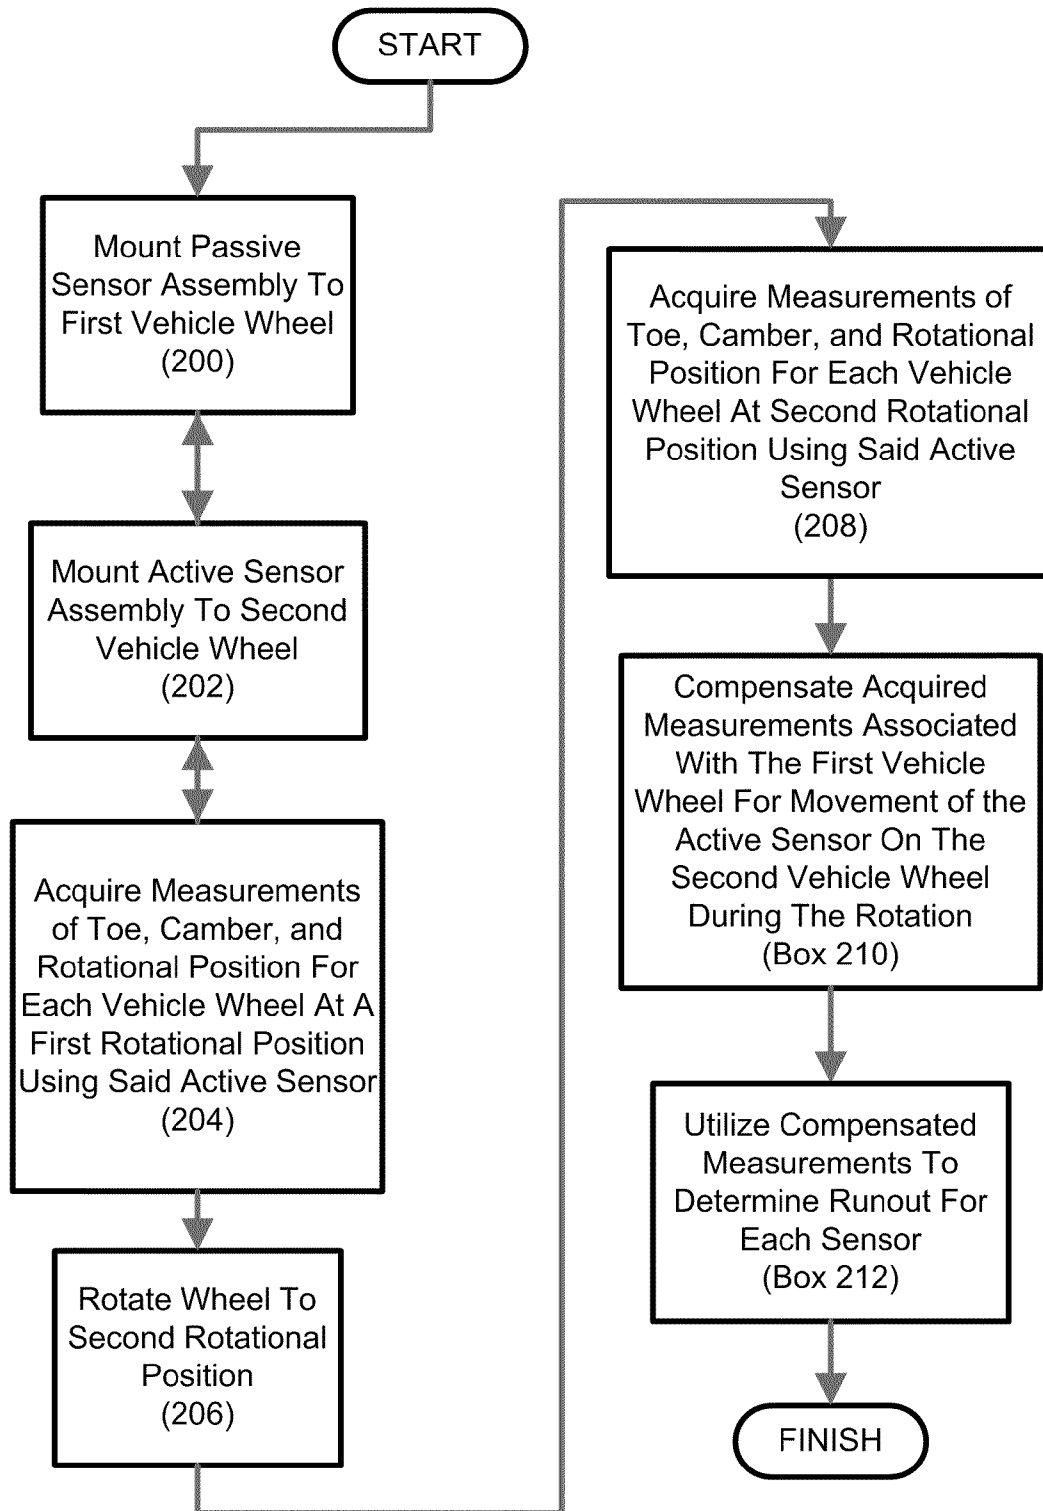 START
Mount Passive
Sensor Assembly To
First Vehicle Wheel
(200)
Mount Active Sensor
Assembly To Second
Vehicle Wheel
(202)
Acquire Measurements
of Toe, Camber, and
Rotational Position For
Each Vehicle Wheel At A
First Rotational Position
Using Said Active Sensor
(204)
Rotate Wheel To
Second Rotational
Position
(206)
Acquire Measurements of
Toe, Camber, and Rotational
Position For Each Vehicle
Wheel At Second Rotational
Position Using Said Active
Sensor
(208)
Compensate Acquired
Measurements Associated
With The First Vehicle
Wheel For Movement of the
Active Sensor On The
Second Vehicle Wheel
During The Rotation
(Box 210)
Utilize Compensated
Measurements To
Determine Runout For
Each Sensor
(Box 212)
FINISH